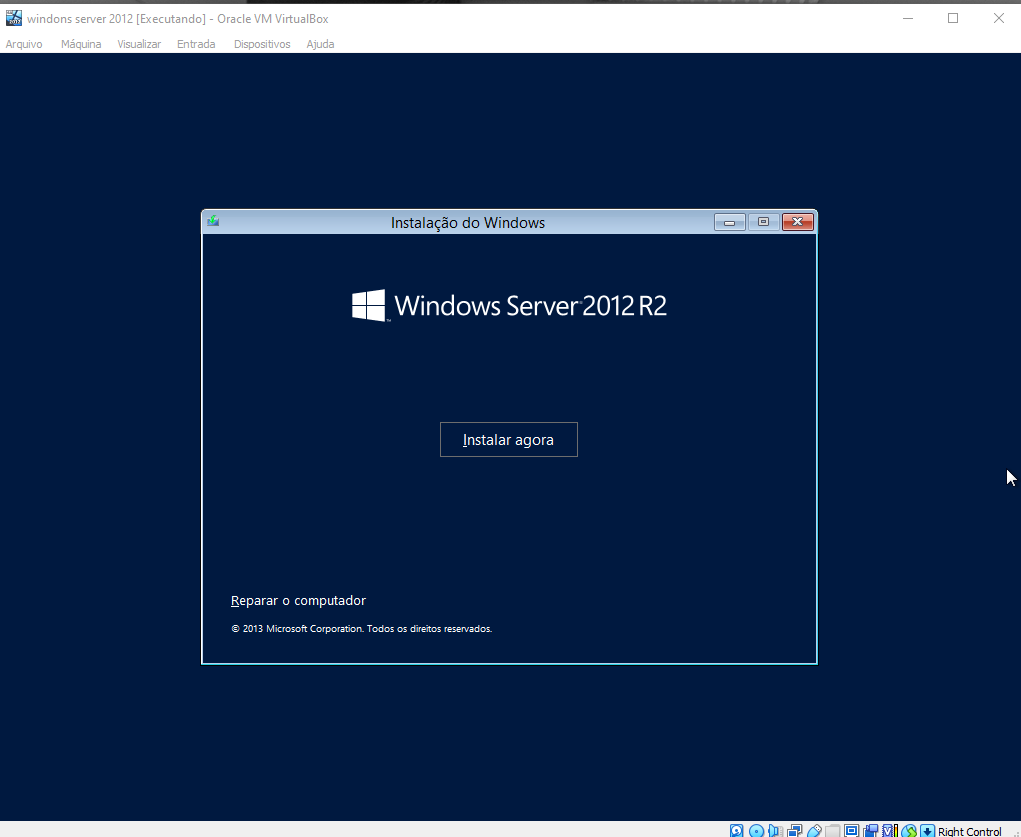 windons server 2012 [Executando] - Oracle VM VirtualBox
Arquivo Máquina Visualizar Entrada Dispositivos Ajuda
Instalação do Windows
Windows Server 2012 R2
Instalar agora
Reparar o computador
© 2013 Microsoft Corporation. Todos os direitos reservados.
Right Control